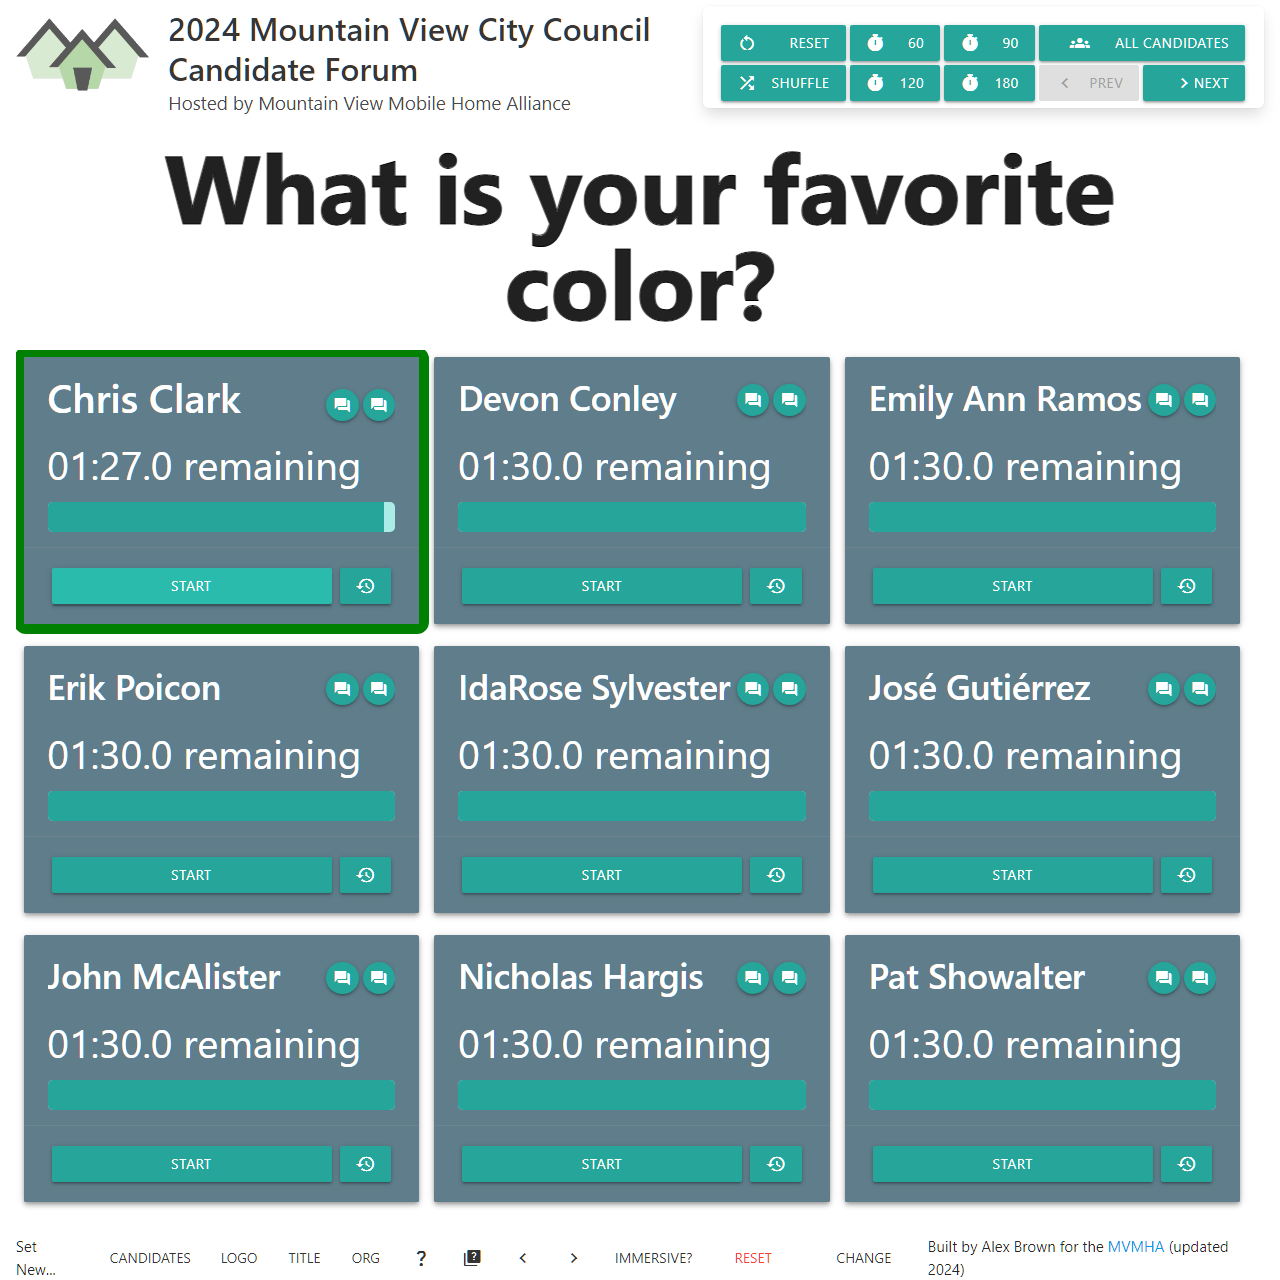 2024 Mountain View City Council
Candidate Forum
Hosted by Mountain View Mobile Home Alliance
RESET 60 90 ALL CANDIDATES
SHUFFLE 120 180 PREV NEXT
What is your favorite
color?
Chris Clark
01:27.0 remaining
START
Devon Conley
01:30.0 remaining
START
Emily Ann Ramos
01:30.0 remaining
START
Erik Poicon
01:30.0 remaining
START
IdaRose Sylvester
01:30.0 remaining
START
José Gutiérrez
01:30.0 remaining
START
John McAlister
01:30.0 remaining
START
Nicholas Hargis
01:30.0 remaining
START
Pat Showalter
01:30.0 remaining
START
Set
New...
CANDIDATES LOGO TITLE ORG ? IMMERSIVE? RESET CHANGE
Built by Alex Brown for the MVMHA (updated
2024)